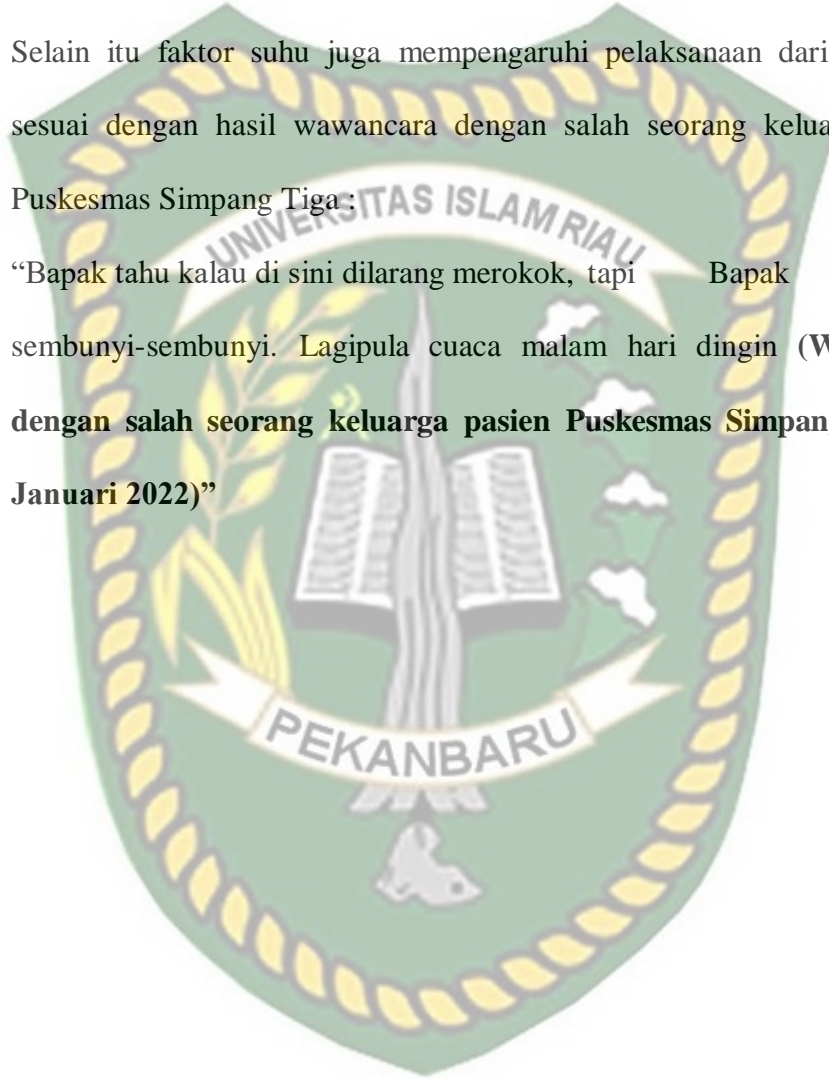 Selain itu faktor suhu juga mempengaruhi pelaksanaan dari
sesuai dengan hasil wawancara dengan salah seorang kelua
Puskesmas Simpang Tiga :
UNIVERSITAS ISLAM RIAU
“Bapak tahu kalau di sini dilarang merokok, tapi Bapak
sembunyi-sembunyi. Lagipula cuaca malam hari dingin (W
dengan salah seorang keluarga pasien Puskesmas Simpang
Januari 2022)”
PEKANBARU